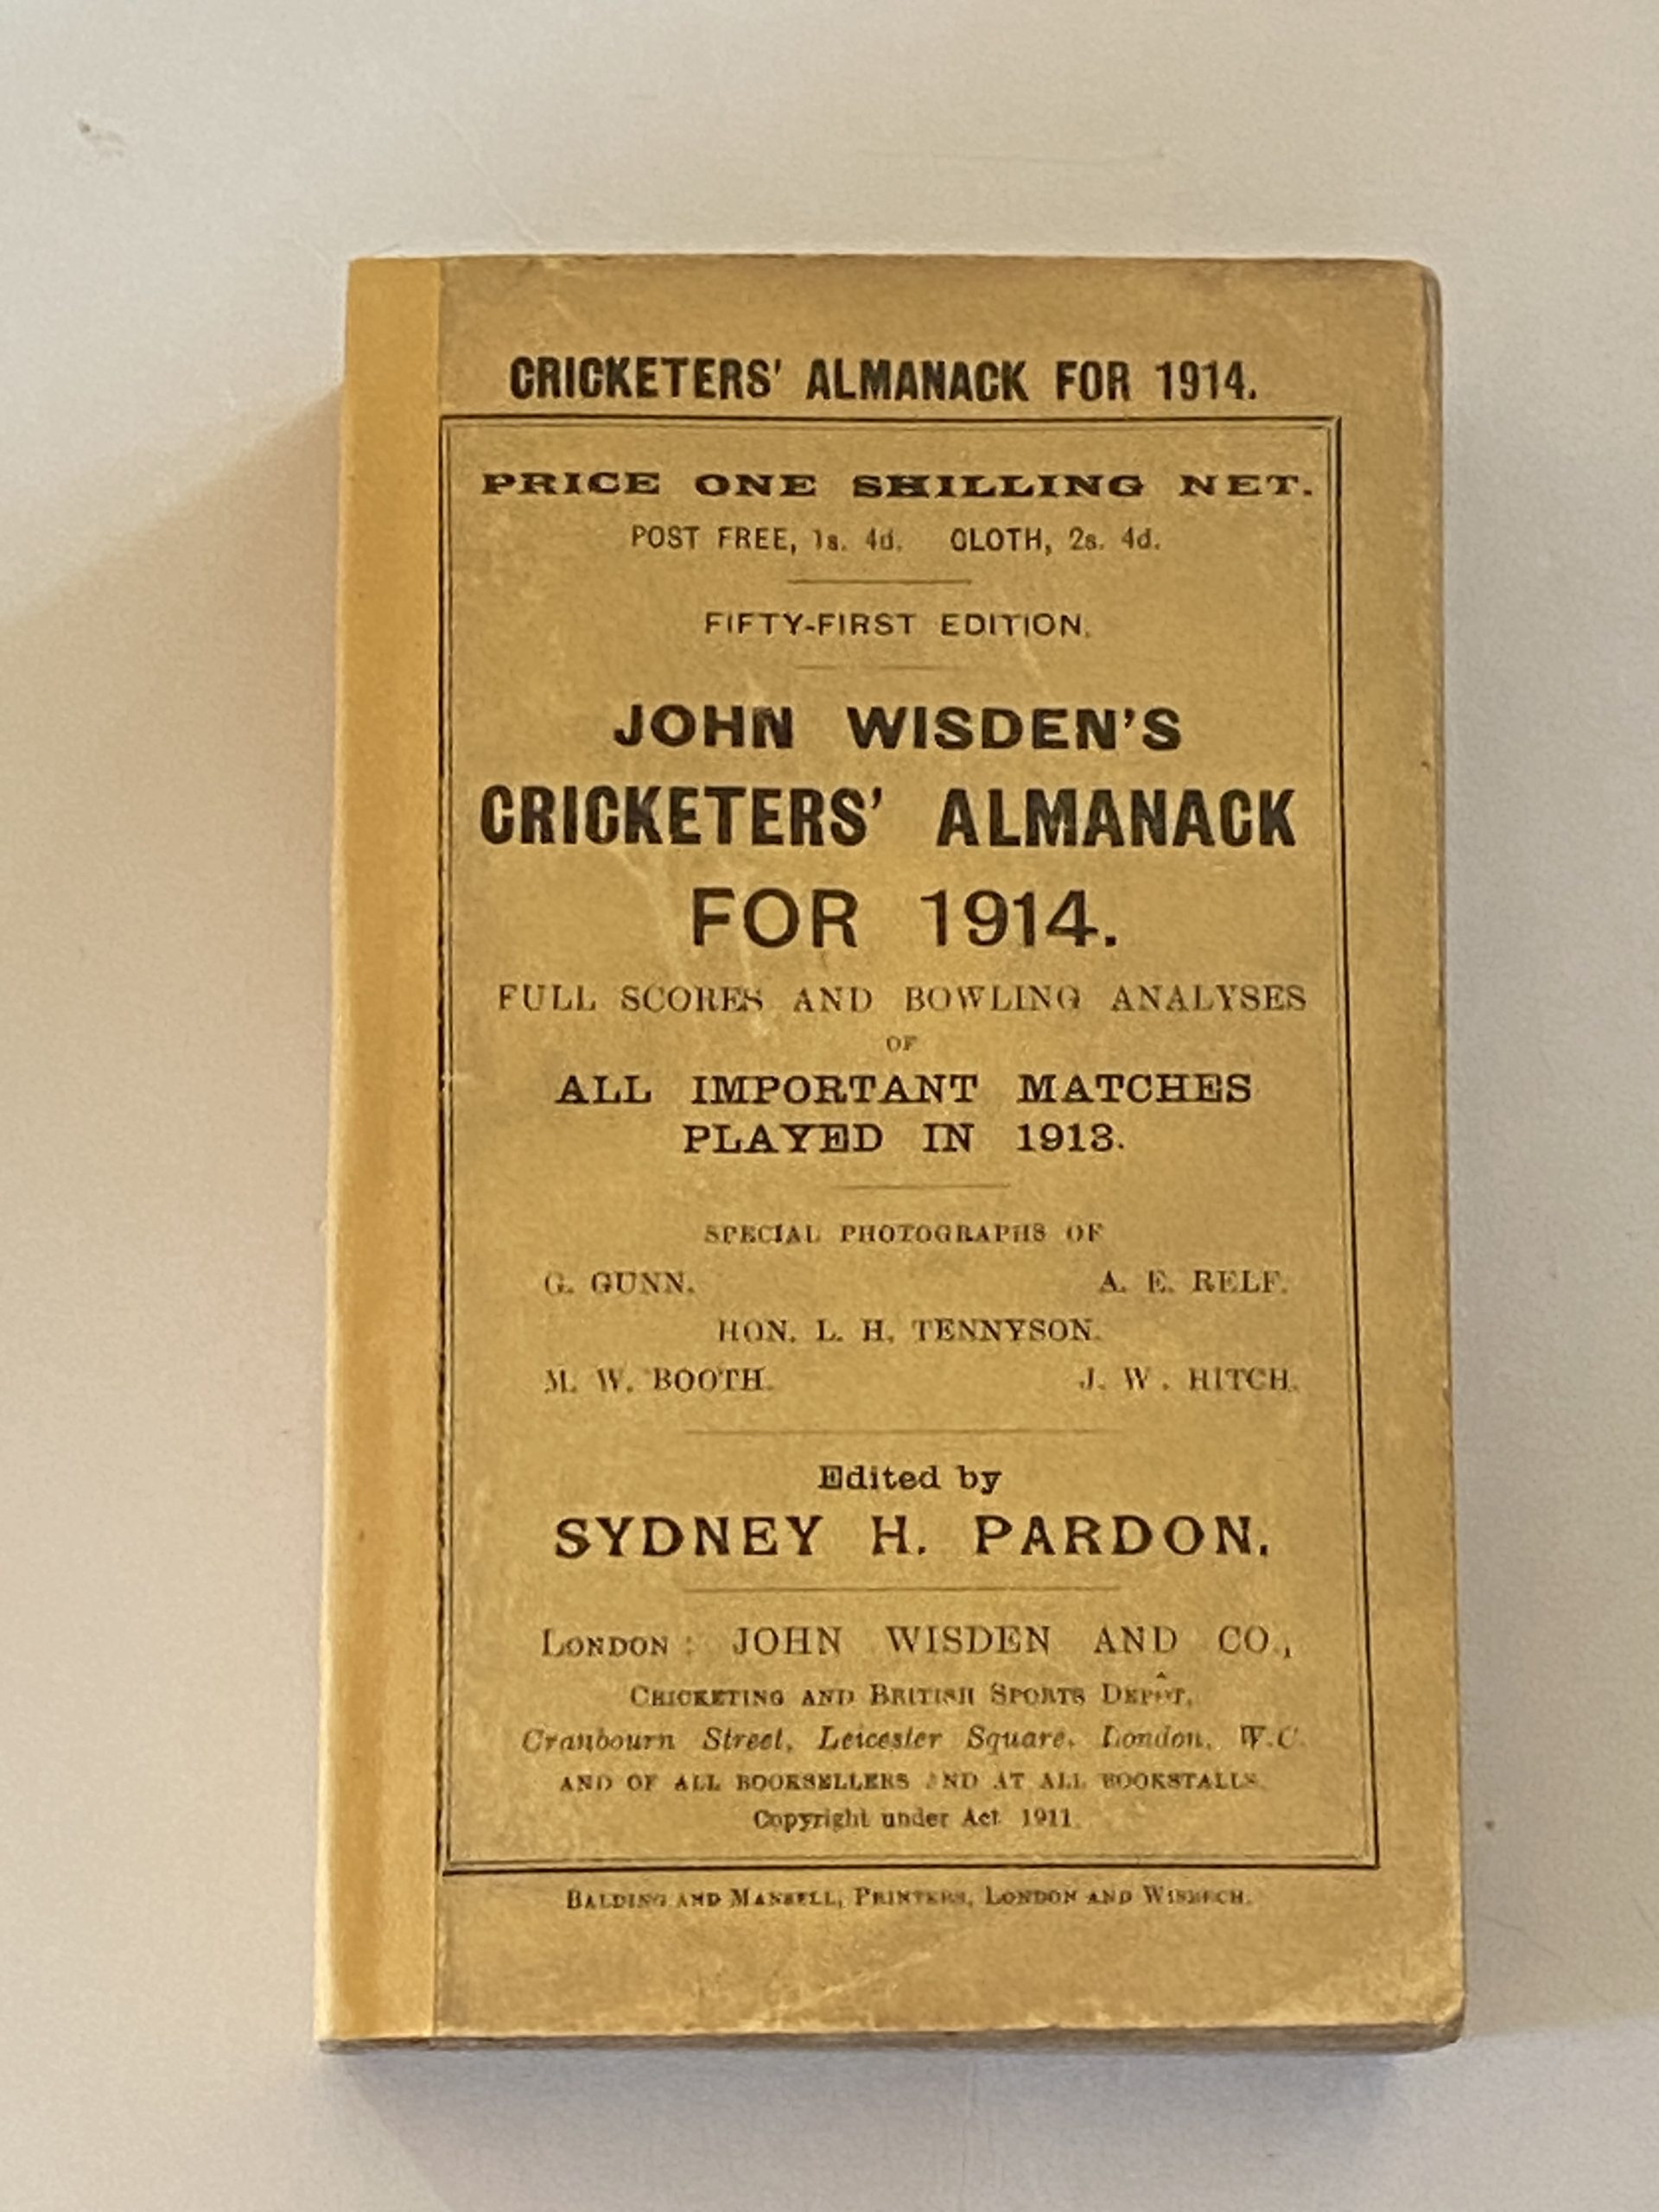 CRICKETERS' ALMANACK FOR 1914.
PRICE ONE SHILLING NET.
POST FREE, 1s. 4d. CLOTH, 2s. 4d.
FIFTY-FIRST EDITION.
JOHN WISDEN'S
CRICKETERS' ALMANACK
FOR 1914.
FULL SCORES AND BOWLING ANALYSES
OF
ALL IMPORTANT MATCHES
PLAYED IN 1913.
SPECIAL PHOTOGRAPHS OF
G. GUNN. A. E. RELF.
HON. L. H. TENNYSON.
M. W. BOOTH. J. W. HITCH.
Edited by
SYDNEY H. PARDON.
LONDON: JOHN WISDEN AND CO.,
CRICKETING AND BRITISH SPORTS DEPÔT,
Cranbourn Street, Leicester Square, London, W.C.
AND OF ALL BOOKSELLERS AND AT ALL BOOKSTALLS.
Copyright under Act 1911.
BALDING AND MANSELL, PRINTERS, LONDON AND WISBECH.